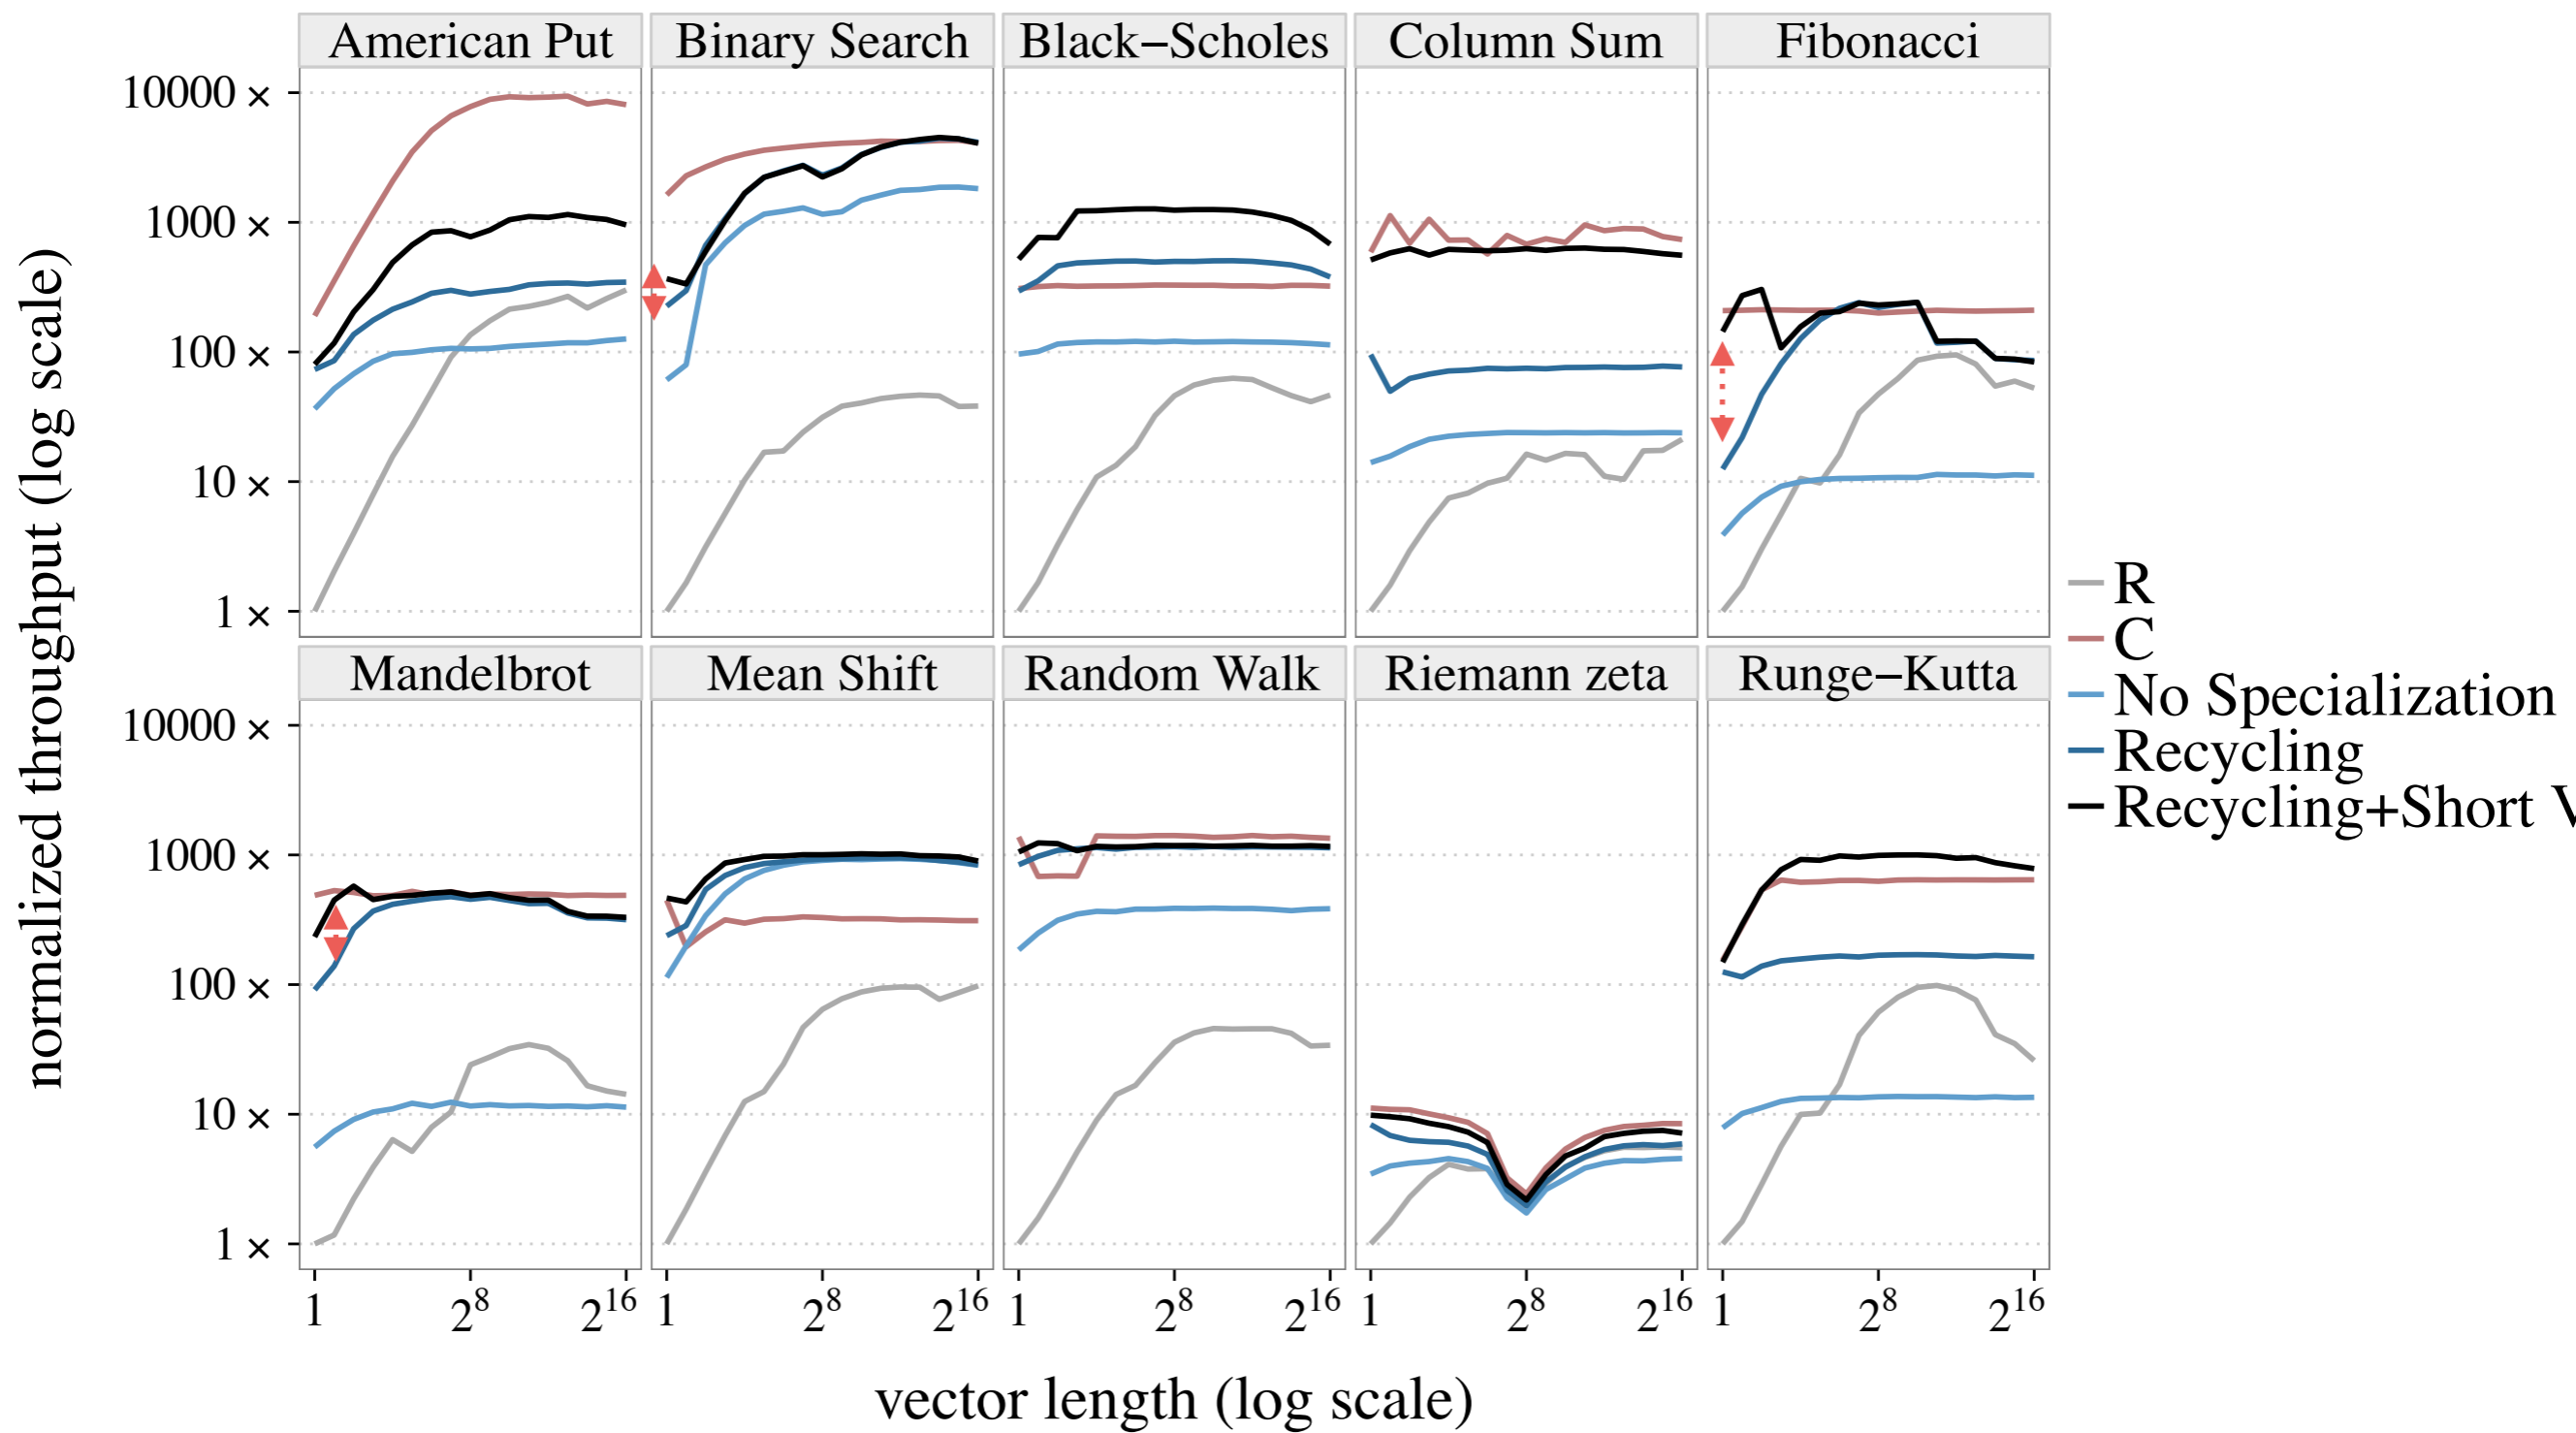 American Put Binary Search Black−Scholes Column Sum Fibonacci
10000 ×
1000 ×
100 ×
10 ×
1 ×
Mandelbrot Mean Shift Random Walk Riemann zeta Runge−Kutta
10000 ×
1000 ×
100 ×
10 ×
1 ×
1 2^8 2^16 1 2^8 2^16 1 2^8 2^16 1 2^8 2^16 1 2^8 2^16
vector length (log scale)
normalized throughput (log scale)
R
C
No Specialization
Recycling
Recycling+Short